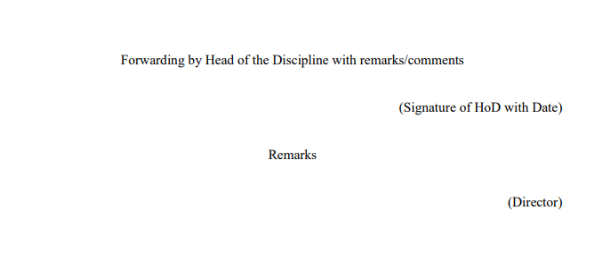 Forwarding by Head of the Discipline with remarks/comments
(Signature of HoD with Date)
Remarks
(Director)